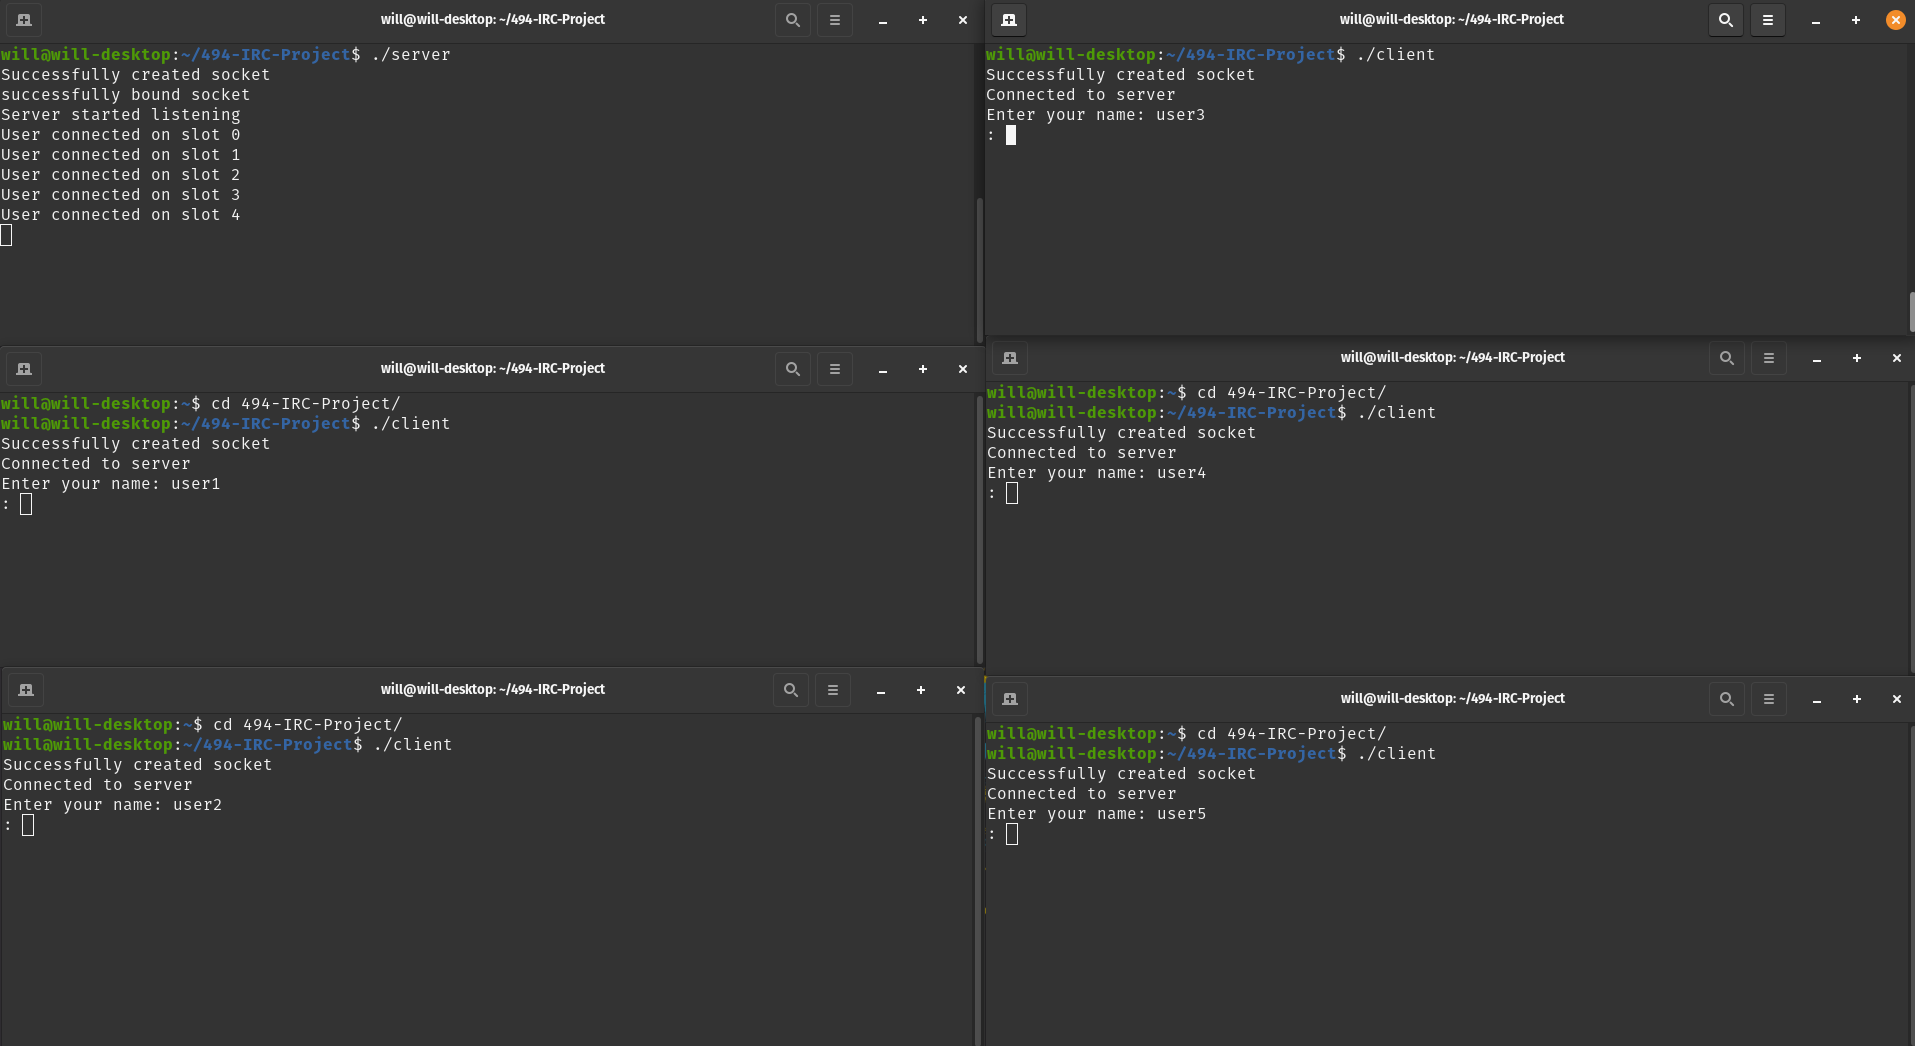 will@will-desktop: ~/494-IRC-Project
will@will-desktop:~/494-IRC-Project$ ./server
Successfully created socket
successfully bound socket
Server started listening
User connected on slot 0
User connected on slot 1
User connected on slot 2
User connected on slot 3
User connected on slot 4
will@will-desktop: ~/494-IRC-Project
will@will-desktop:~/494-IRC-Project$ ./client
Successfully created socket
Connected to server
Enter your name: user3
:
will@will-desktop: ~/494-IRC-Project
will@will-desktop:~$ cd 494-IRC-Project/
will@will-desktop:~/494-IRC-Project$ ./client
Successfully created socket
Connected to server
Enter your name: user1
:
will@will-desktop: ~/494-IRC-Project
will@will-desktop:~$ cd 494-IRC-Project/
will@will-desktop:~/494-IRC-Project$ ./client
Successfully created socket
Connected to server
Enter your name: user4
:
will@will-desktop: ~/494-IRC-Project
will@will-desktop:~$ cd 494-IRC-Project/
will@will-desktop:~/494-IRC-Project$ ./client
Successfully created socket
Connected to server
Enter your name: user2
:
will@will-desktop: ~/494-IRC-Project
will@will-desktop:~$ cd 494-IRC-Project/
will@will-desktop:~/494-IRC-Project$ ./client
Successfully created socket
Connected to server
Enter your name: user5
: